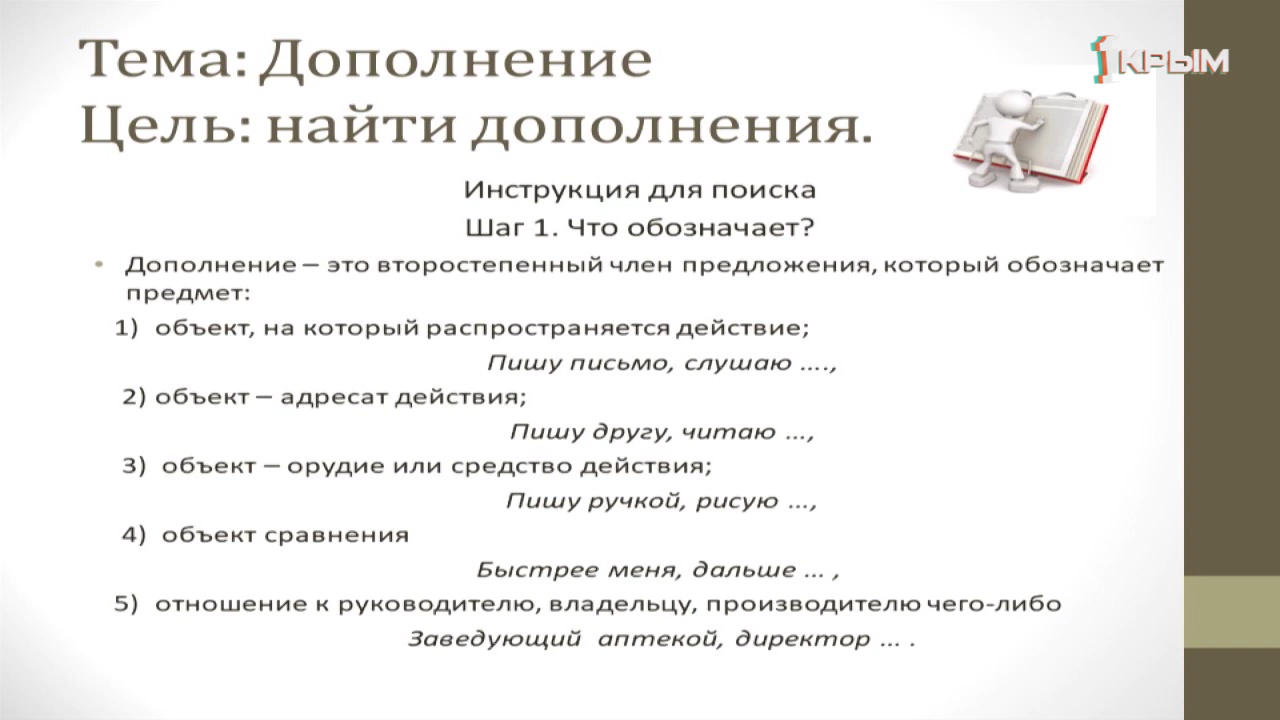 Тема: Дополнение
1 КРЫМ
Цель: найти дополнения.
Инструкция для поиска
Шаг 1. Что обозначает?
• Дополнение – это второстепенный член предложения, который обозначает
предмет:
1) объект, на который распространяется действие;
Пишу письмо, слушаю ....,
2) объект – адресат действия;
Пишу другу, читаю ...,
3) объект – орудие или средство действия;
Пишу ручкой, рисую ...,
4) объект сравнения
Быстрее меня, дальше ... ,
5) отношение к руководителю, владельцу, производителю чего-либо
Заведующий аптекой, директор ... .